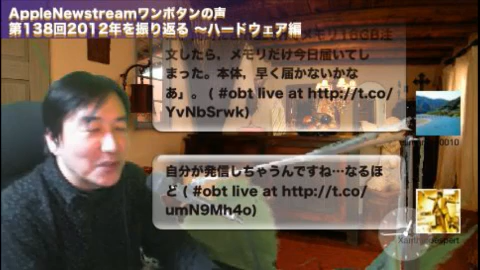 AppleNewstreamワンボタンの声
第138回2012年を振り返る ～ハードウェア編
文したら，メモリだけ今日届いてし
まった。本体，早く届かないかな
あ」。 ( #obt live at http://t.co/
YvNbSrwk)
0010
自分が発信しちゃうんですね…なるほ
ど ( #obt live at http://t.co/
umN9Mh4o)